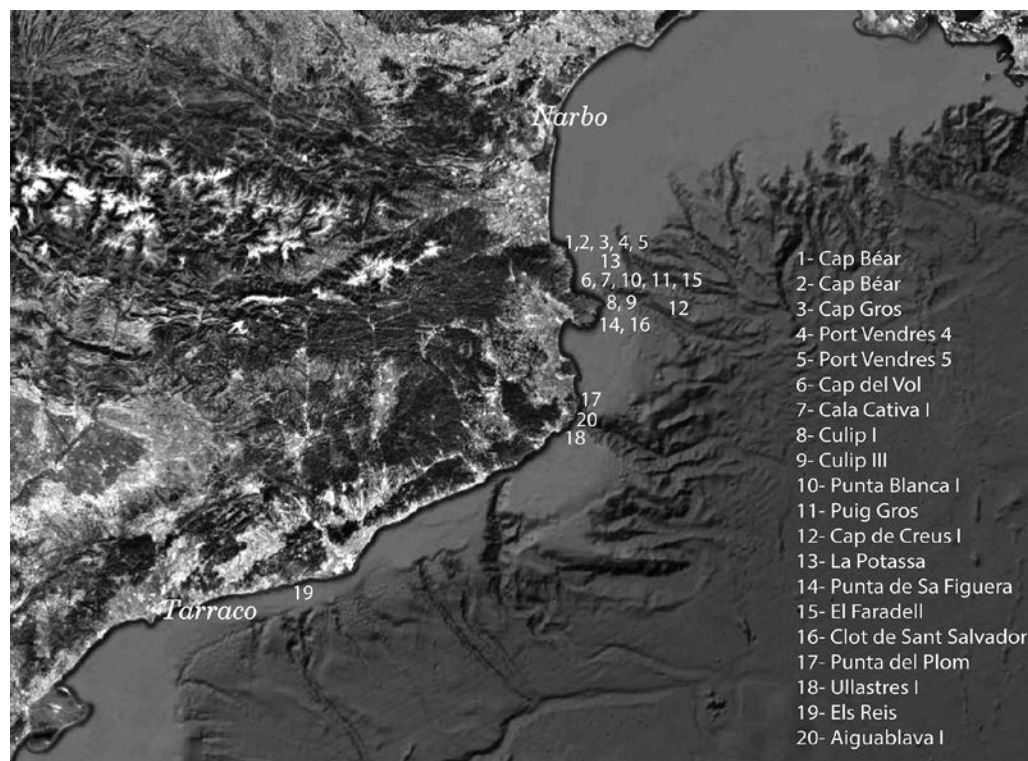 Narbo
1,2, 3, 4, 5
13
6, 7, 10, 11, 15
8, 9
12
14, 16
17
20
18
19
Tarraco
1- Cap Béar
2- Cap Béar
3- Cap Gros
4- Port Vendres 4
5- Port Vendres 5
6- Cap del Vol
7- Cala Cativa I
8- Culip I
9- Culip III
10- Punta Blanca I
11- Puig Gros
12- Cap de Creus I
13- La Potassa
14- Punta de Sa Figuera
15- El Faradell
16- Clot de Sant Salvador
17- Punta del Plom
18- Ullastres I
19- Els Reis
20- Aiguablava I